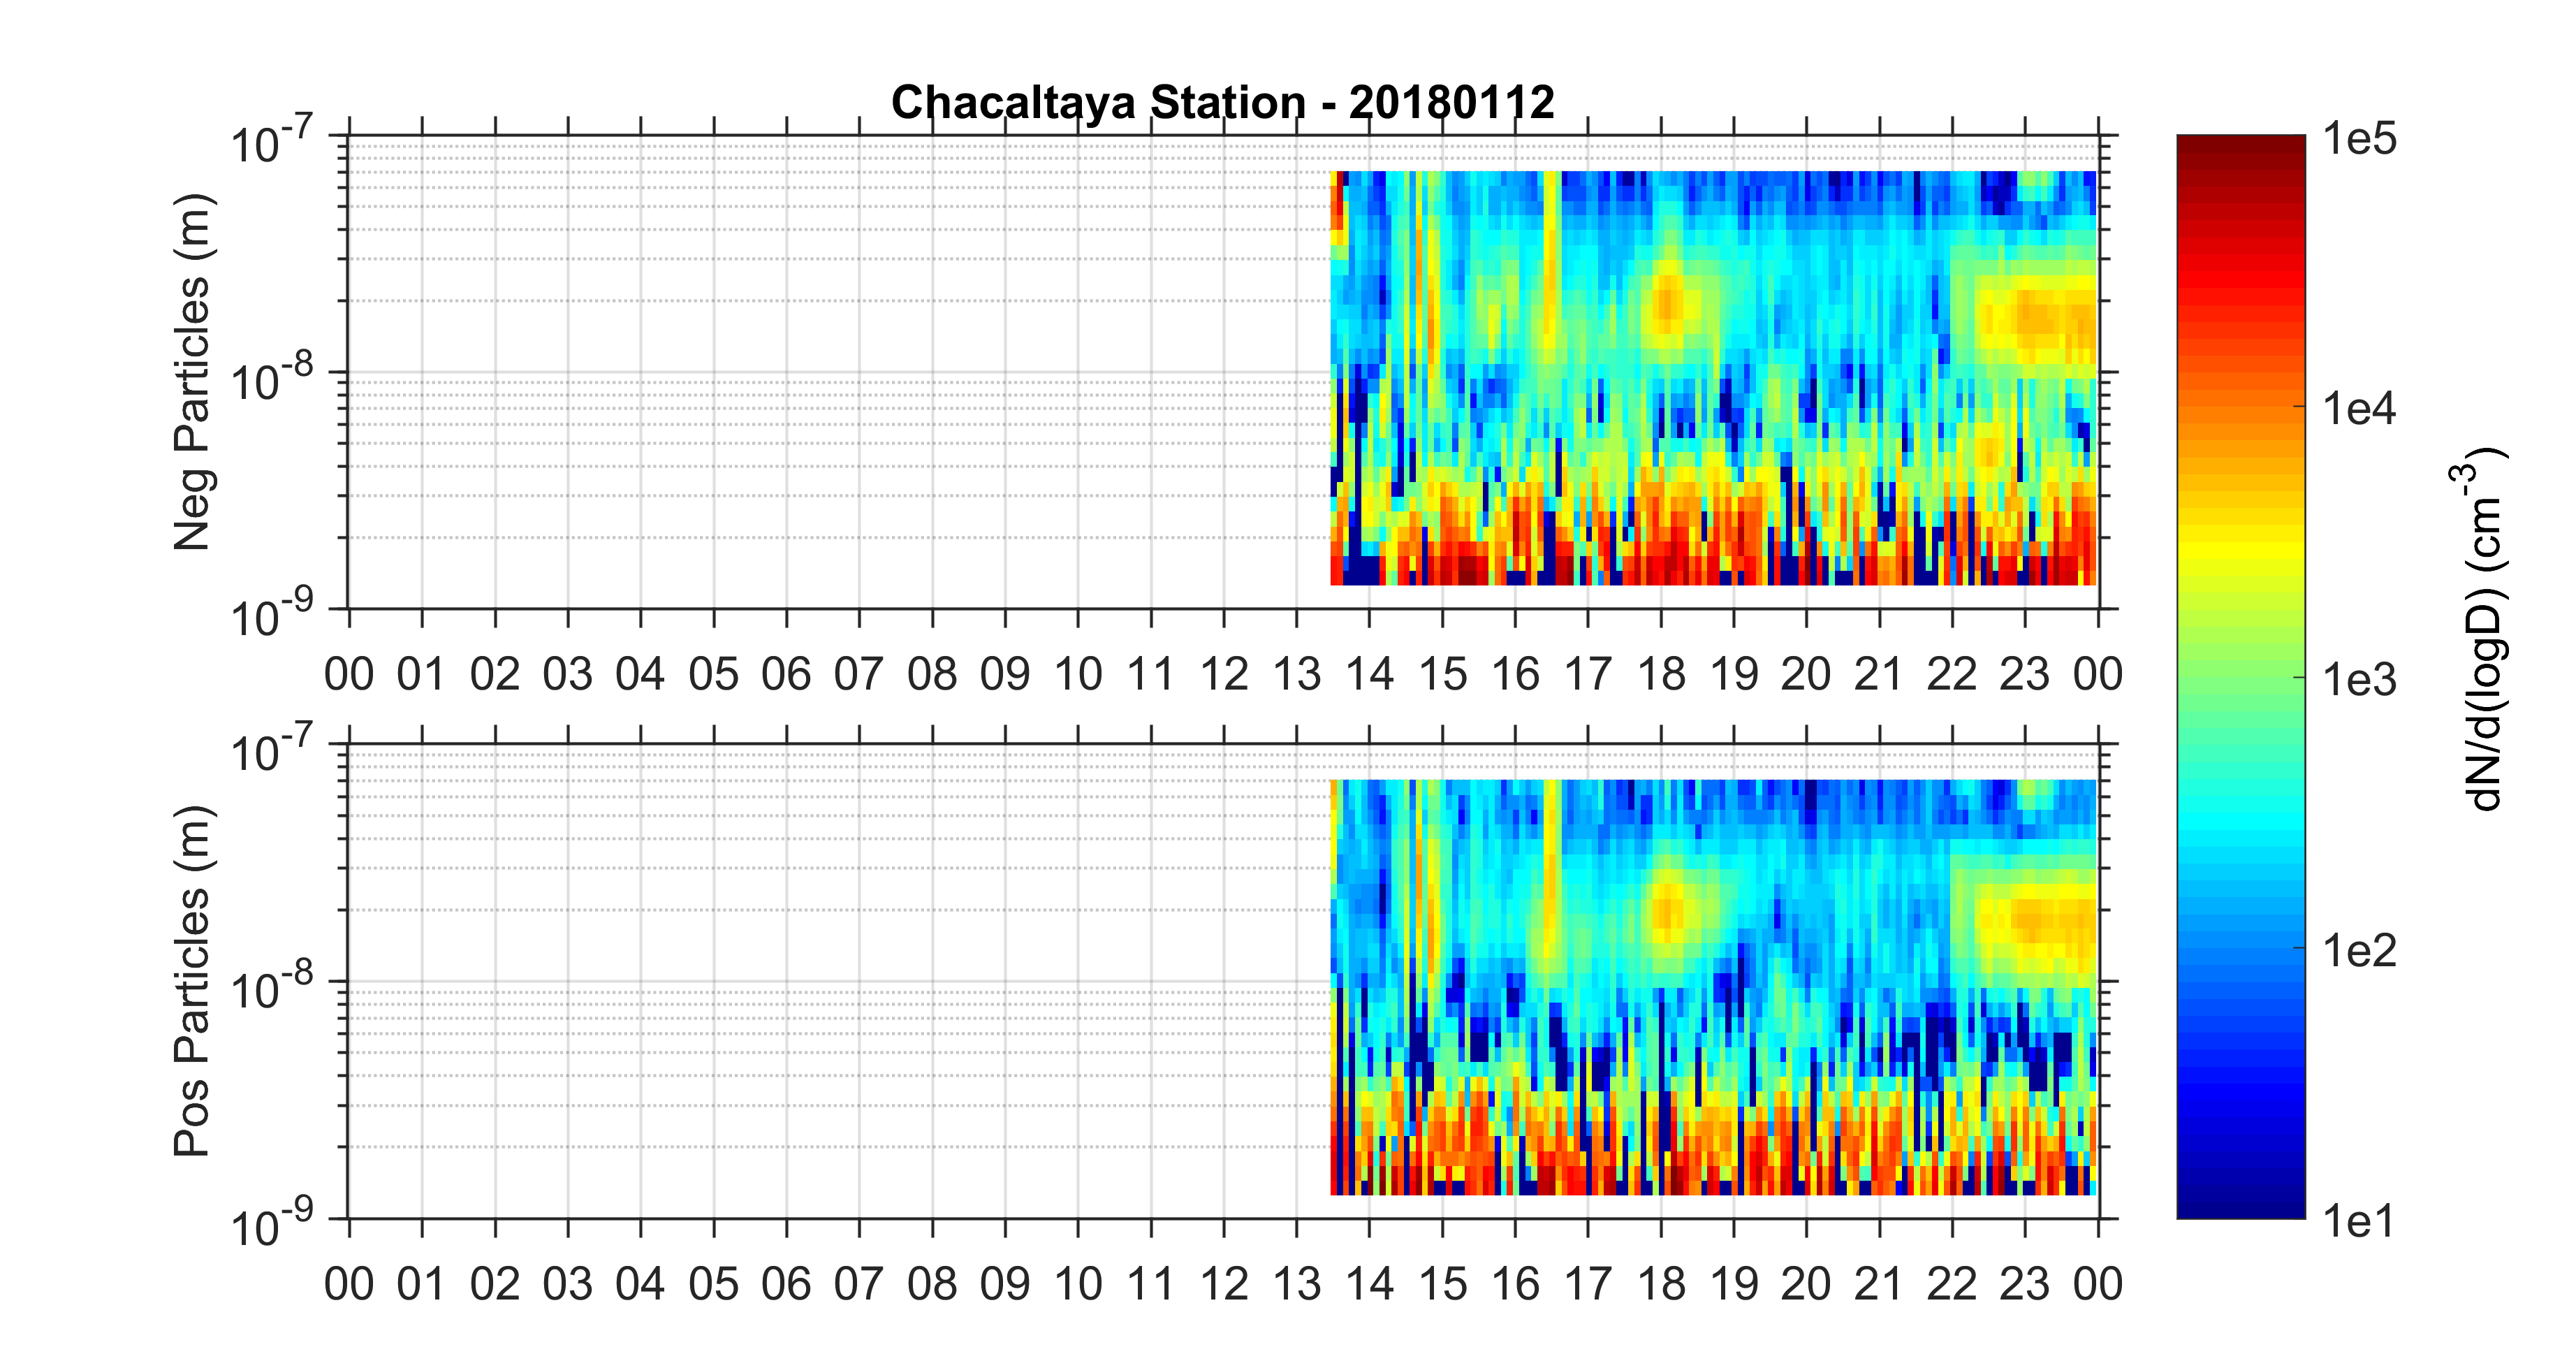 Chacaltaya Station - 20180112
Neg Particles (m)
10-7
10-8
10-9
00 01 02 03 04 05 06 07 08 09 10 11 12 13 14 15 16 17 18 19 20 21 22 23 00
Pos Particles (m)
10-7
10-8
10-9
00 01 02 03 04 05 06 07 08 09 10 11 12 13 14 15 16 17 18 19 20 21 22 23 00
1e5
1e4
1e3
1e2
1e1
dN/d(logD) (cm-3)